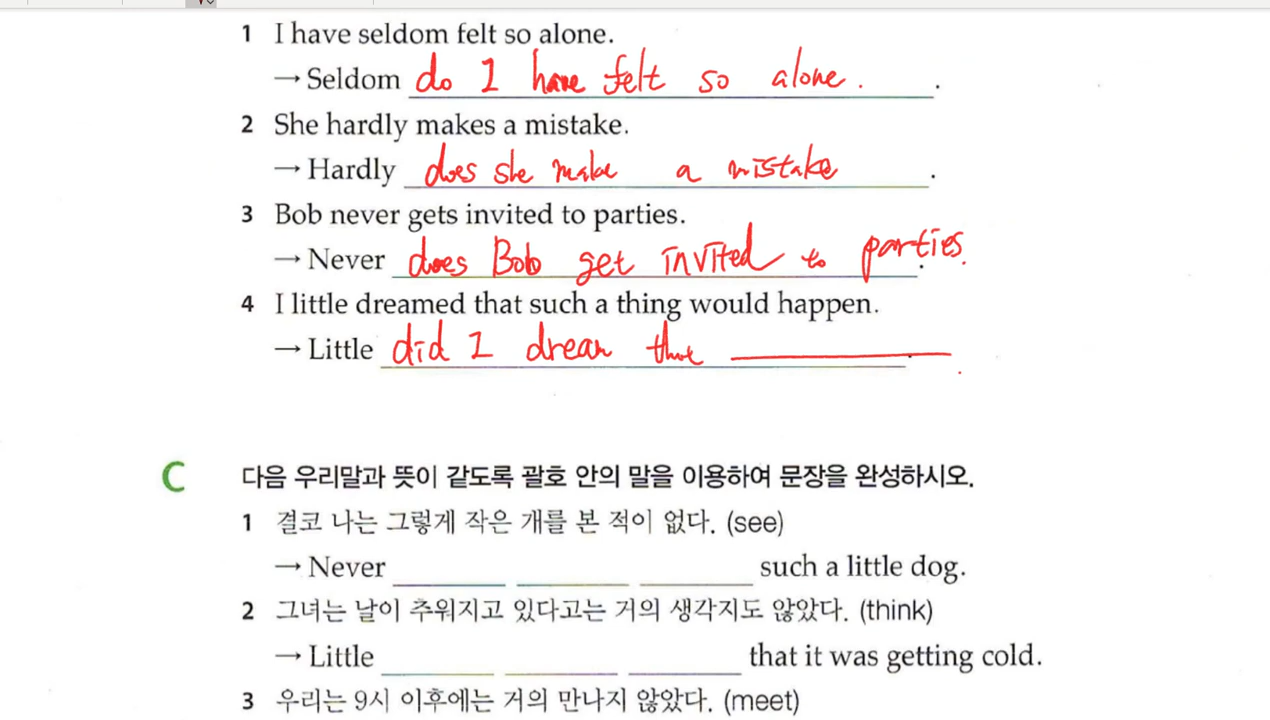 1 I have seldom felt so alone.
→ Seldom do I have felt so alone. .
2 She hardly makes a mistake.
→ Hardly does she make a mistake .
3 Bob never gets invited to parties.
→ Never does Bob get invited to parties. .
4 I little dreamed that such a thing would happen.
→ Little did I dream that .
C 다음 우리말과 뜻이 같도록 괄호 안의 말을 이용하여 문장을 완성하시오.
1 결코 나는 그렇게 작은 개를 본 적이 없다. (see)
→ Never ___ ___ ___ such a little dog.
2 그녀는 날이 추워지고 있다고는 거의 생각지도 않았다. (think)
→ Little ___ ___ ___ that it was getting cold.
3 우리는 9시 이후에는 거의 만나지 않았다. (meet)